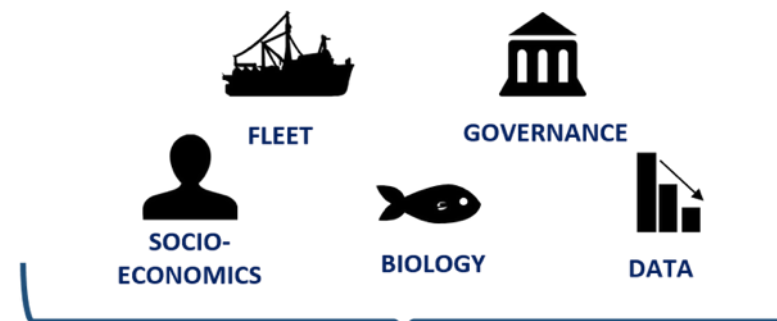 FLEET
GOVERNANCE
SOCIO-
ECONOMICS
BIOLOGY
DATA